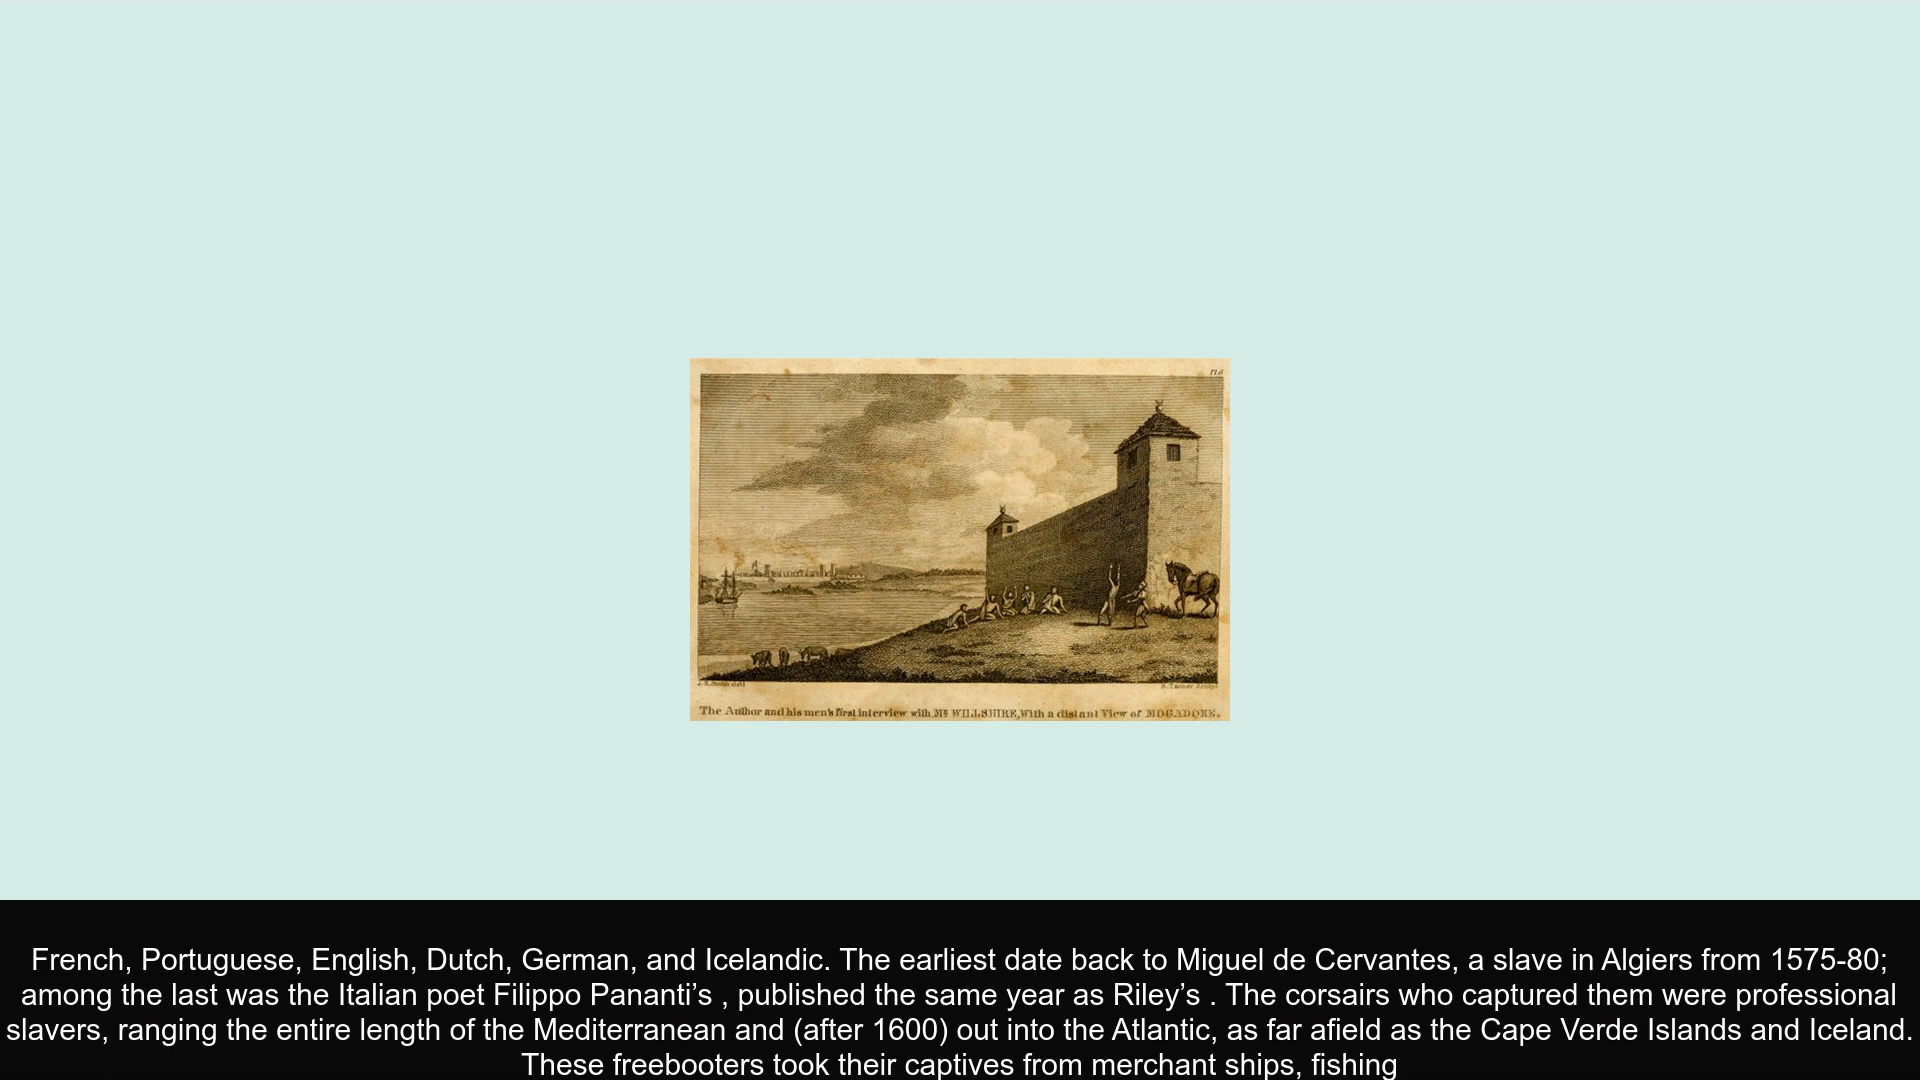 Pl.6
The Author and his men's first interview with Mr. WILLSHIRE, With a distant View of MOGADORE.
French, Portuguese, English, Dutch, German, and Icelandic. The earliest date back to Miguel de Cervantes, a slave in Algiers from 1575-80;
among the last was the Italian poet Filippo Pananti’s , published the same year as Riley’s . The corsairs who captured them were professional
slavers, ranging the entire length of the Mediterranean and (after 1600) out into the Atlantic, as far afield as the Cape Verde Islands and Iceland.
These freebooters took their captives from merchant ships, fishing